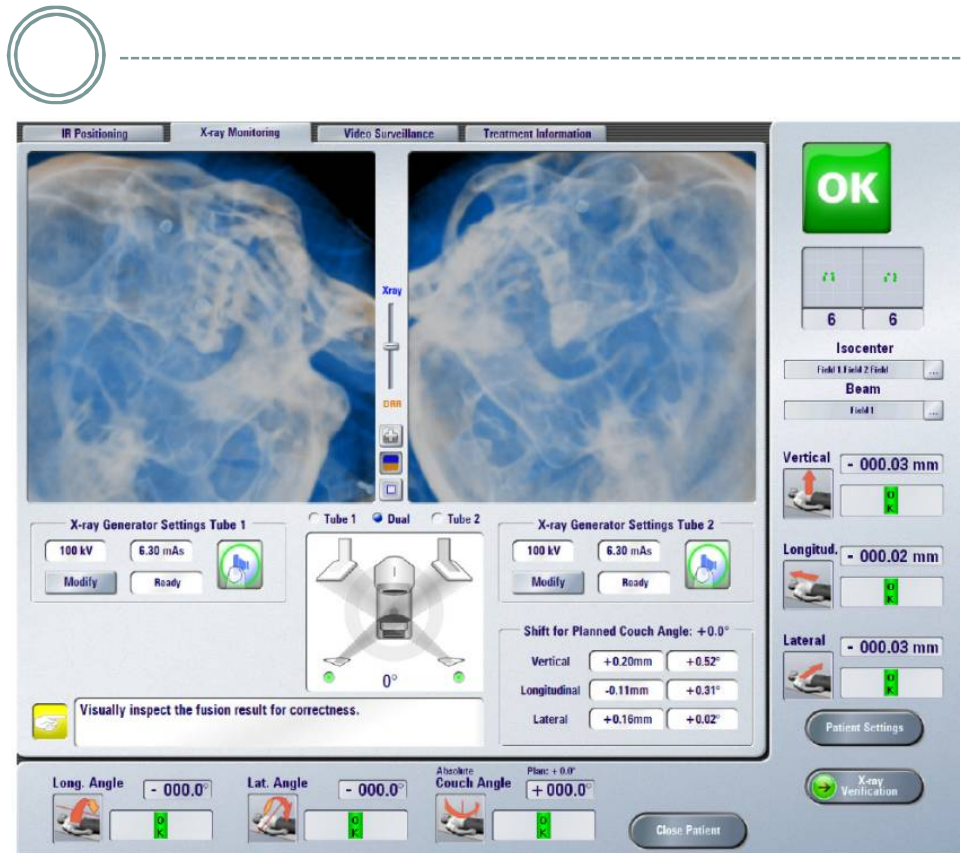 IR Positioning X-ray Monitoring Video Surveillance Treatment Information
Xray
DRR
Tube 1 Dual Tube 2
X-ray Generator Settings Tube 1
100 kV 6.30 mAs
Modify Ready
0°
X-ray Generator Settings Tube 2
100 kV 6.30 mAs
Modify Ready
Shift for Planned Couch Angle: +0.0°
Vertical +0.20mm +0.52°
Longitudinal -0.11mm +0.31°
Lateral +0.16mm +0.02°
Visually inspect the fusion result for correctness.
OK
6 6
Isocenter
Field 1 Field 2 Field ...
Beam
Field 1 ...
Vertical - 000.03 mm
OK
Longitud. - 000.02 mm
OK
Lateral - 000.03 mm
OK
Patient Settings
X-ray
Verification
Long. Angle - 000.0°
OK
Lat. Angle - 000.0°
OK
Absolute Plan: + 0.0°
Couch Angle + 000.0°
OK
Close Patient